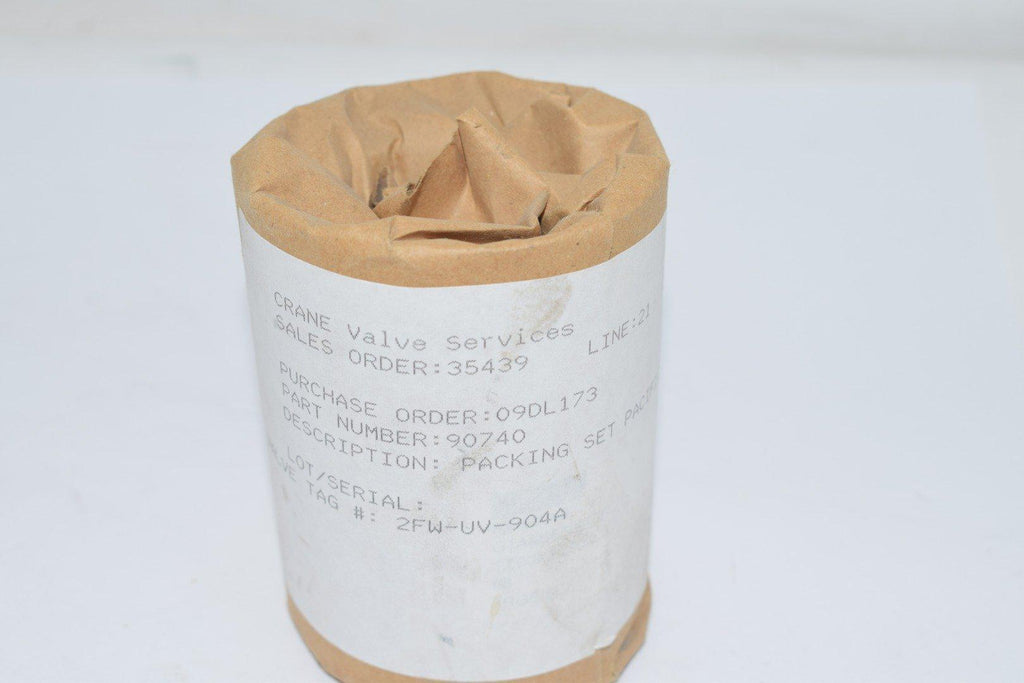 CRANE Valve Services
SALES ORDER:35439 LINE:21
PURCHASE ORDER:09DL173
PART NUMBER:90740
DESCRIPTION: PACKING SET
LOT/SERIAL:
TAG #: 2FW-UV-904A